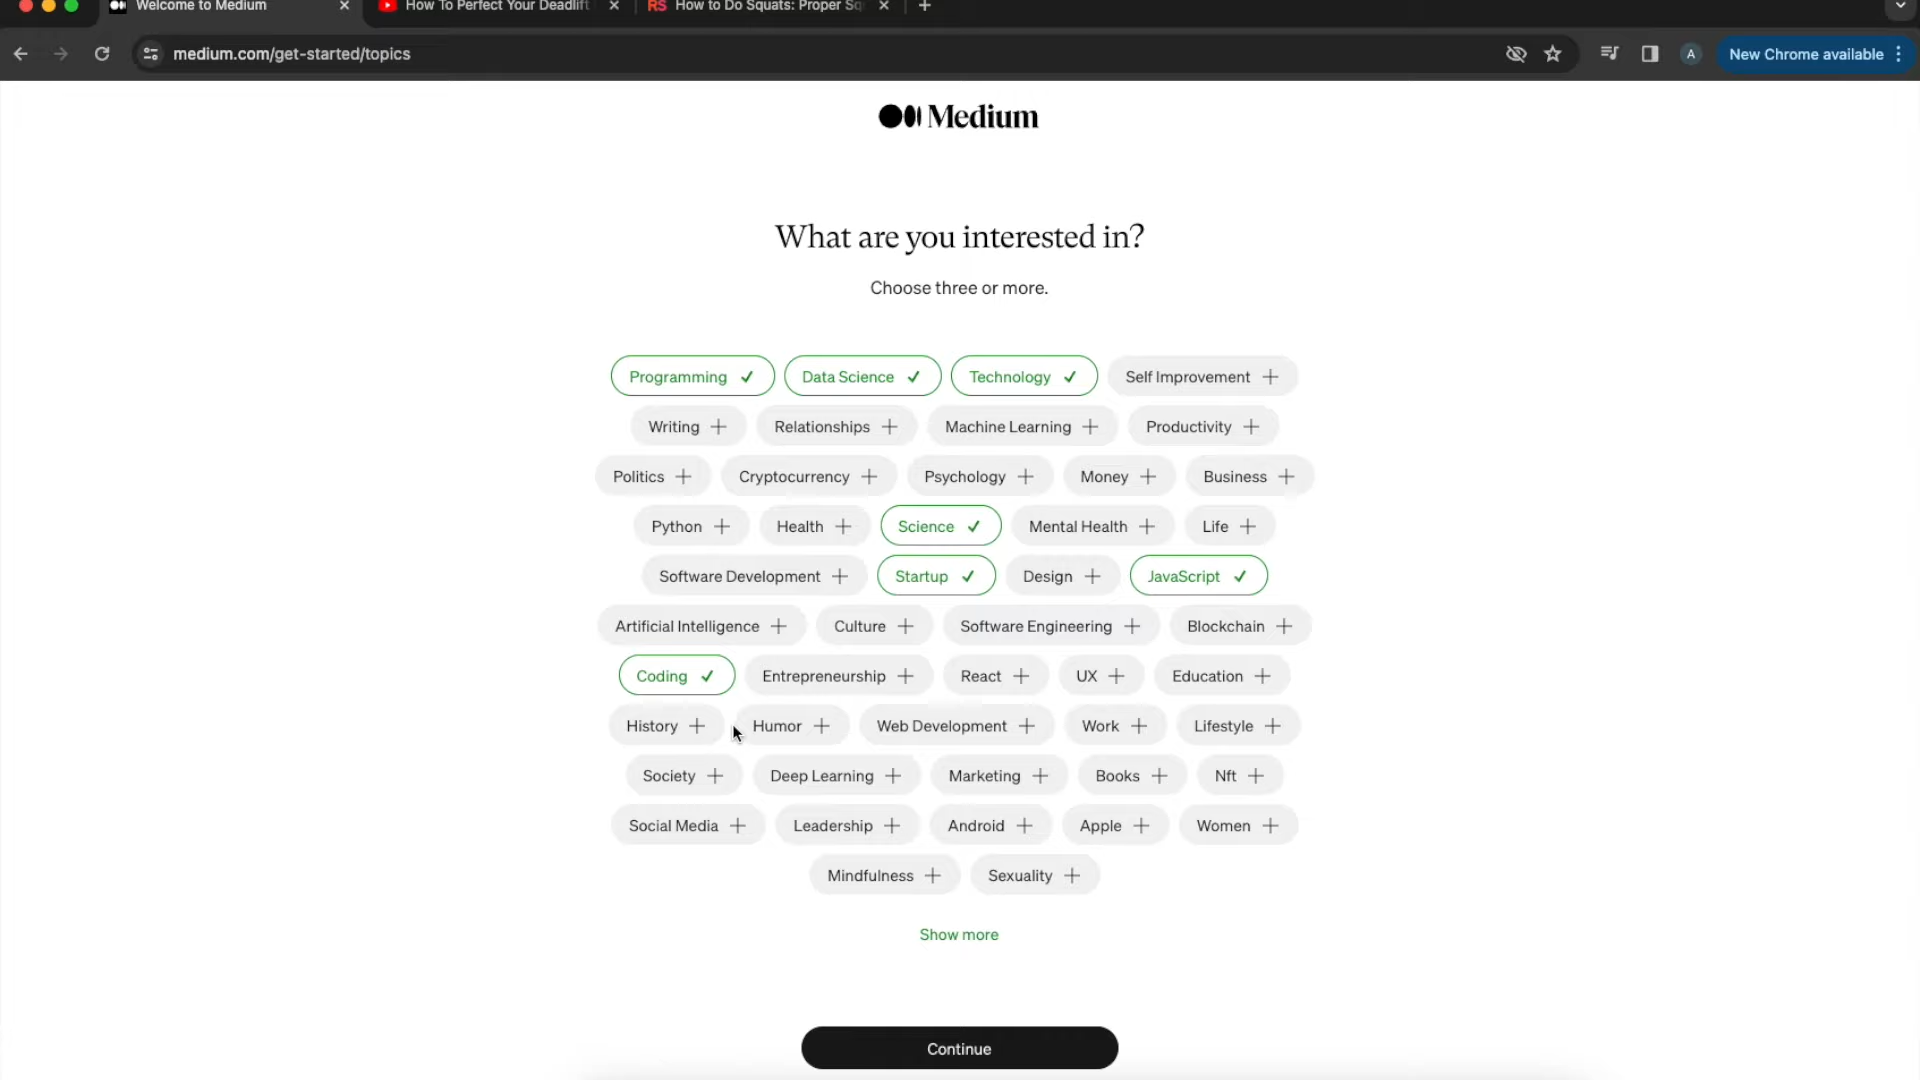 Welcome to Medium How To Perfect Your Deadlift RS How to Do Squats: Proper Sq
medium.com/get-started/topics A New Chrome available
Medium
What are you interested in?
Choose three or more.
Programming Data Science Technology Self Improvement
Writing Relationships Machine Learning Productivity
Politics Cryptocurrency Psychology Money Business
Python Health Science Mental Health Life
Software Development Startup Design JavaScript
Artificial Intelligence Culture Software Engineering Blockchain
Coding Entrepreneurship React UX Education
History Humor Web Development Work Lifestyle
Society Deep Learning Marketing Books Nft
Social Media Leadership Android Apple Women
Mindfulness Sexuality
Show more
Continue